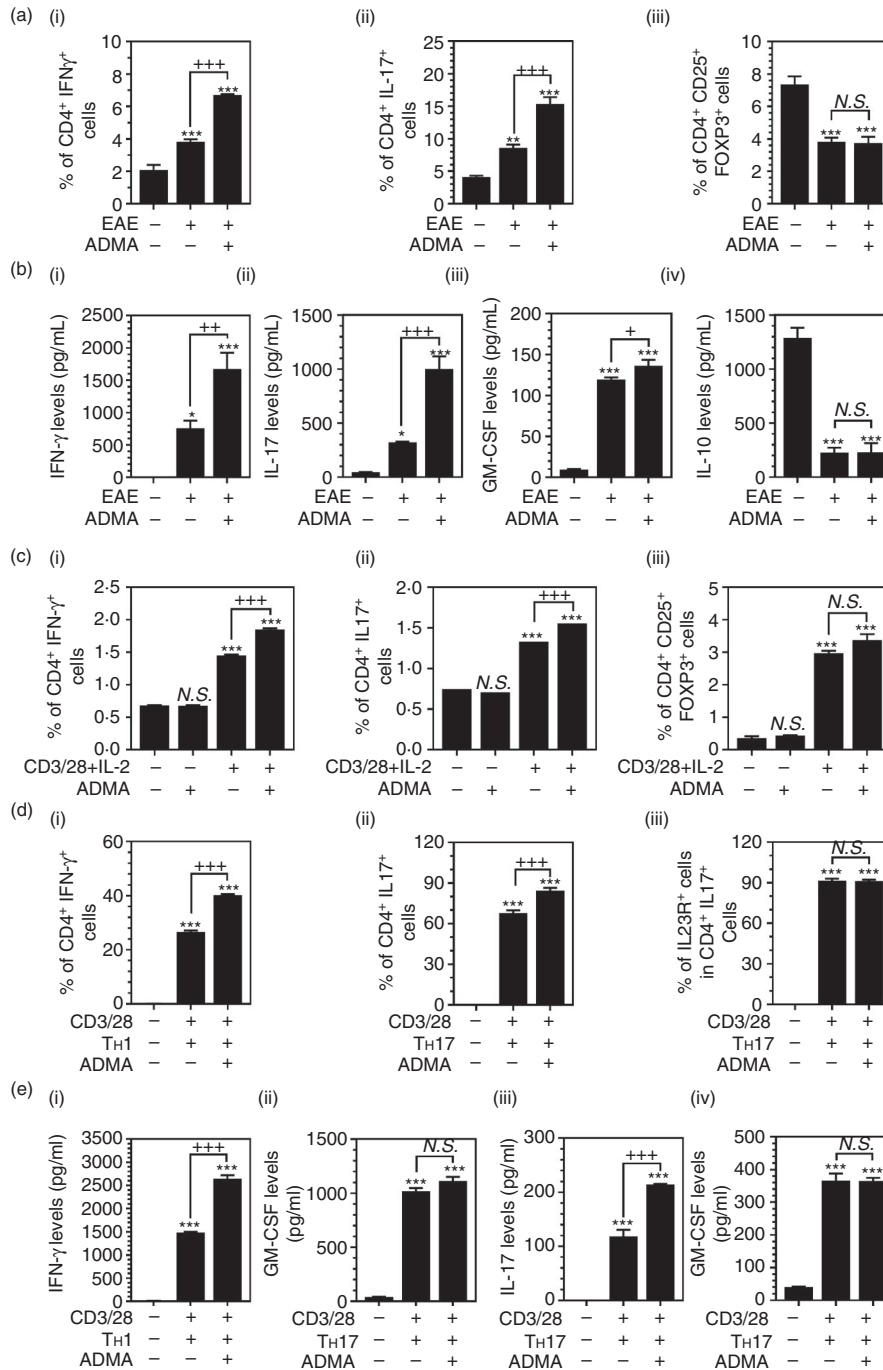 (a) (i) (ii) (iii)
% of CD4+ IFNγ+
cells
10
8
6
4
2
0
+++
***
***
EAE – + +
ADMA – – +
% of CD4+ IL-17+
cells
25
20
15
10
5
0
+++
**
***
EAE – + +
ADMA – – +
% of CD4+ CD25+
FOXP3+ cells
10
8
6
4
2
0
N.S.
***
***
EAE – + +
ADMA – – +
(b) (i) (ii) (iii) (iv)
IFN-γ levels (pg/mL)
2500
2000
1500
1000
500
0
++
*
***
EAE – + +
ADMA – – +
IL-17 levels (pg/mL)
1500
1000
500
0
+++
*
***
EAE – + +
ADMA – – +
GM-CSF levels (pg/mL)
200
150
100
50
0
+
***
***
EAE – + +
ADMA – – +
IL-10 levels (pg/mL)
1500
1000
500
0
N.S.
***
***
EAE – + +
ADMA – – +
(c) (i) (ii) (iii)
% of CD4+ IFN-γ+
cells
2·0
1·5
1·0
0·5
0·0
N.S.
***
+++
***
CD3/28+IL-2 – – + +
ADMA – + – +
% of CD4+ IL17+
cells
2·0
1·5
1·0
0·5
0·0
N.S.
***
+++
***
– – + +
– + – +
% of CD4+ CD25+
FOXP3+ cells
5
4
3
2
1
0
N.S.
***
N.S.
***
CD3/28+IL-2 – – + +
ADMA – + – +
(d) (i) (ii) (iii)
% of CD4+ IFN-γ+
cells
60
40
20
0
***
+++
***
CD3/28 – + +
TH1 – + +
ADMA – – +
% of CD4+ IL17+
cells
120
90
60
30
0
***
+++
***
CD3/28 – + +
TH17 – + +
ADMA – – +
% of IL23R+ cells
in CD4+ IL17+
Cells
120
90
60
30
0
***
N.S.
***
CD3/28 – + +
TH17 – + +
ADMA – – +
(e) (i) (ii) (iii) (iv)
IFN-γ levels (pg/ml)
3500
3000
2500
2000
1500
1000
500
0
***
+++
***
CD3/28 – + +
TH1 – + +
ADMA – – +
GM-CSF levels
(pg/ml)
1500
1000
500
0
***
N.S.
***
CD3/28 – + +
TH17 – + +
ADMA – – +
IL-17 levels (pg/ml)
300
200
100
0
***
+++
***
CD3/28 – + +
TH17 – + +
ADMA – – +
GM-CSF levels
(pg/ml)
500
400
300
200
100
0
***
N.S.
***
CD3/28 – + +
TH17 – + +
ADMA – – +